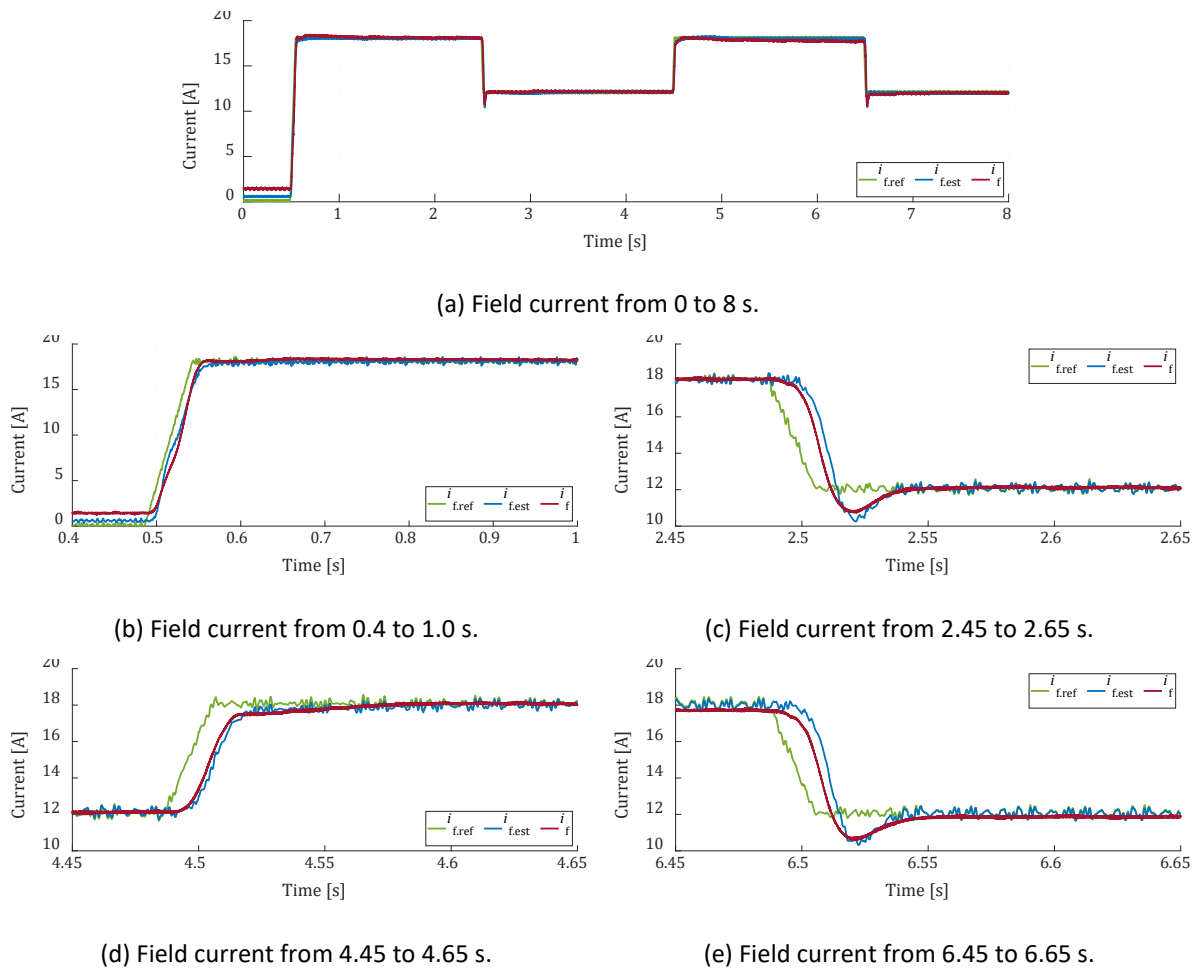 20
15
10
5
0
Current [A]
i i i
f.ref f.est f
0 1 2 3 4 5 6 7 8
Time [s]
(a) Field current from 0 to 8 s.
20
15
10
5
0
Current [A]
i i i
f.ref f.est f
0.4 0.5 0.6 0.7 0.8 0.9 1
Time [s]
(b) Field current from 0.4 to 1.0 s.
20
18
16
14
12
10
Current [A]
i i i
f.ref f.est f
2.45 2.5 2.55 2.6 2.65
Time [s]
(c) Field current from 2.45 to 2.65 s.
20
18
16
14
12
10
Current [A]
i i i
f.ref f.est f
4.45 4.5 4.55 4.6 4.65
Time [s]
(d) Field current from 4.45 to 4.65 s.
20
18
16
14
12
10
Current [A]
i i i
f.ref f.est f
6.45 6.5 6.55 6.6 6.65
Time [s]
(e) Field current from 6.45 to 6.65 s.